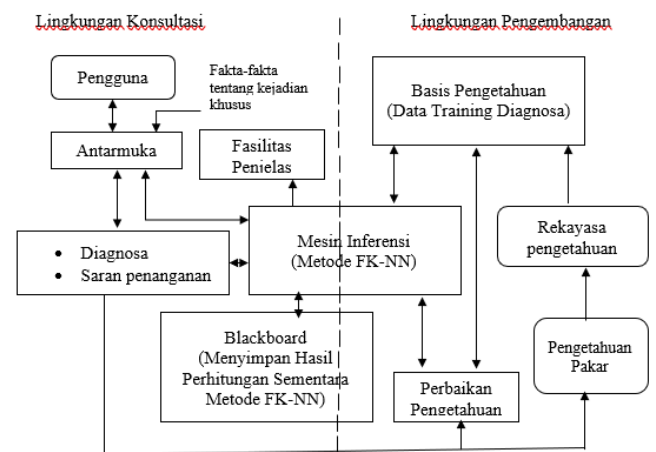 Lingkungan Konsultasi
Lingkungan Pengembangan
Pengguna
Fakta-fakta
tentang kejadian
khusus
Antarmuka
Fasilitas
Penjelas
Basis Pengetahuan
(Data Training Diagnosa)
• Diagnosa
• Saran penanganan
Mesin Inferensi
(Metode FK-NN)
Rekayasa
pengetahuan
Blackboard
(Menyimpan Hasil
Perhitungan Sementara
Metode FK-NN)
Perbaikan
Pengetahuan
Pengetahuan
Pakar